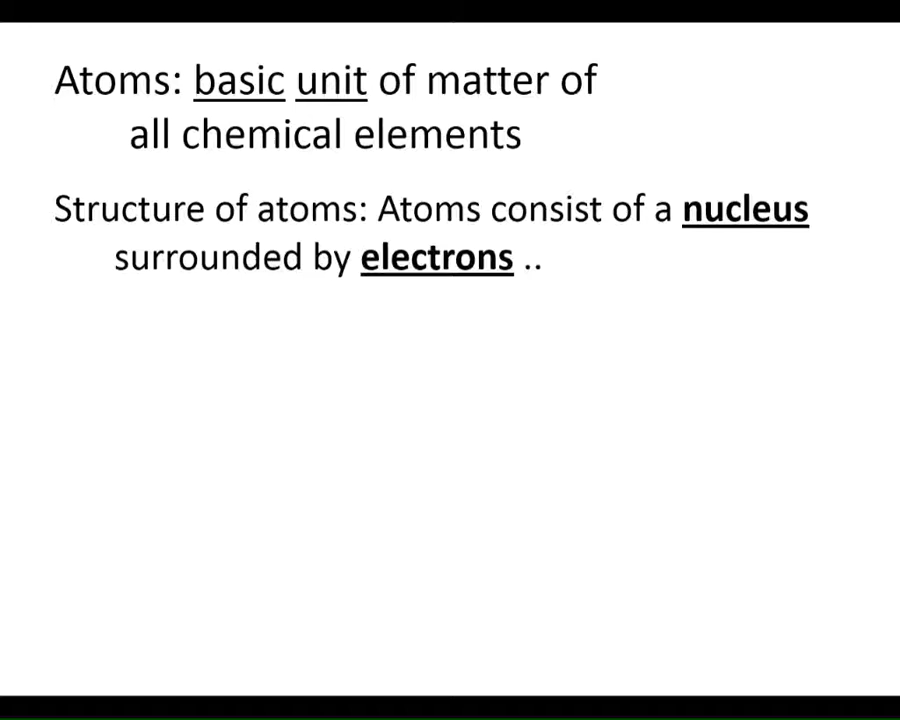 Atoms: basic unit of matter of
all chemical elements
Structure of atoms: Atoms consist of a nucleus
surrounded by electrons ..